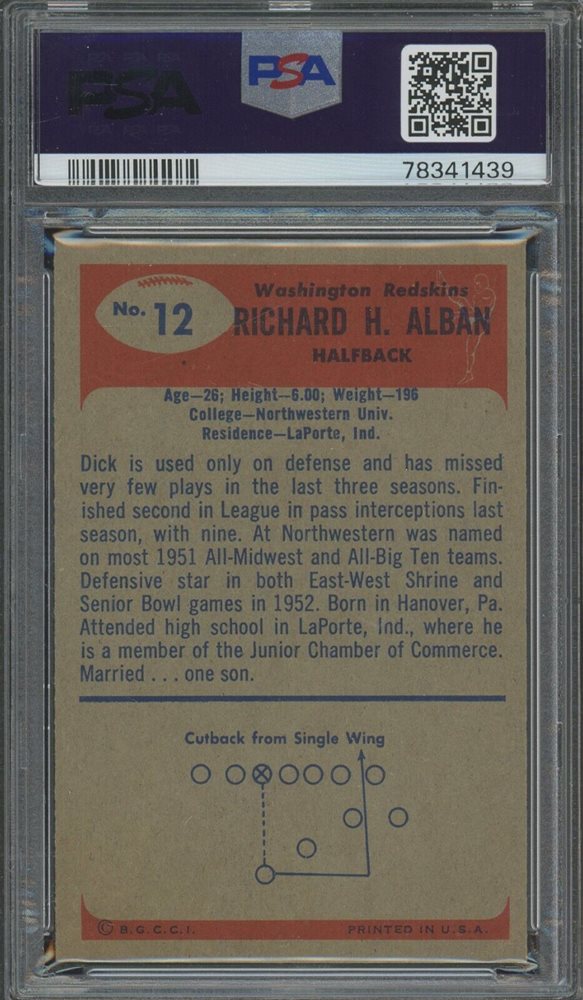 PSA
PSA
78341439
No. 12
Washington Redskins
RICHARD H. ALBAN
HALFBACK
Age—26; Height—6.00; Weight—196
College—Northwestern Univ.
Residence—LaPorte, Ind.
Dick is used only on defense and has missed
very few plays in the last three seasons. Fin-
ished second in League in pass interceptions last
season, with nine. At Northwestern was named
on most 1951 All-Midwest and All-Big Ten teams.
Defensive star in both East-West Shrine and
Senior Bowl games in 1952. Born in Hanover, Pa.
Attended high school in LaPorte, Ind., where he
is a member of the Junior Chamber of Commerce.
Married . . . one son.
Cutback from Single Wing
© B.G.C.C.I.
PRINTED IN U.S.A.